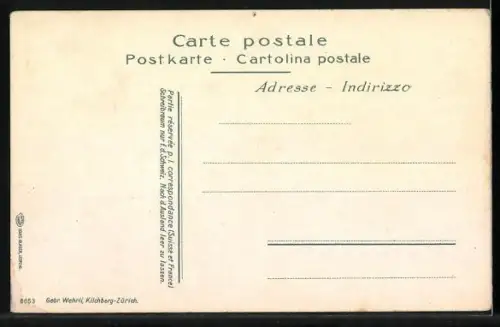 Carte postale
Postkarte · Cartolina postale
Adresse - Indirizzo
Partie réservée p. l. correspondance (Suisse et France)
Schreibraum nur f. d. Schweiz. Nach d. Ausland leer zu lassen.
8653 Gebr. Wehrli, Kilchberg-Zürich.